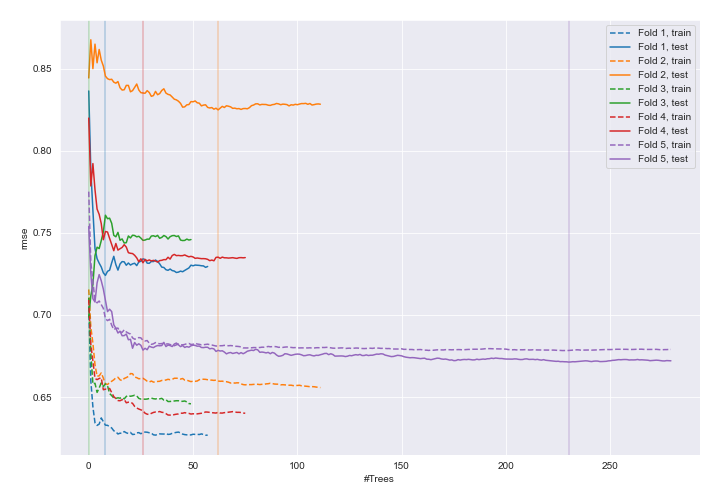 Fold 1, train
Fold 1, test
Fold 2, train
Fold 2, test
Fold 3, train
Fold 3, test
Fold 4, train
Fold 4, test
Fold 5, train
Fold 5, test
0.85
0.80
0.75
0.70
0.65
rmse
0 50 100 150 200 250
#Trees